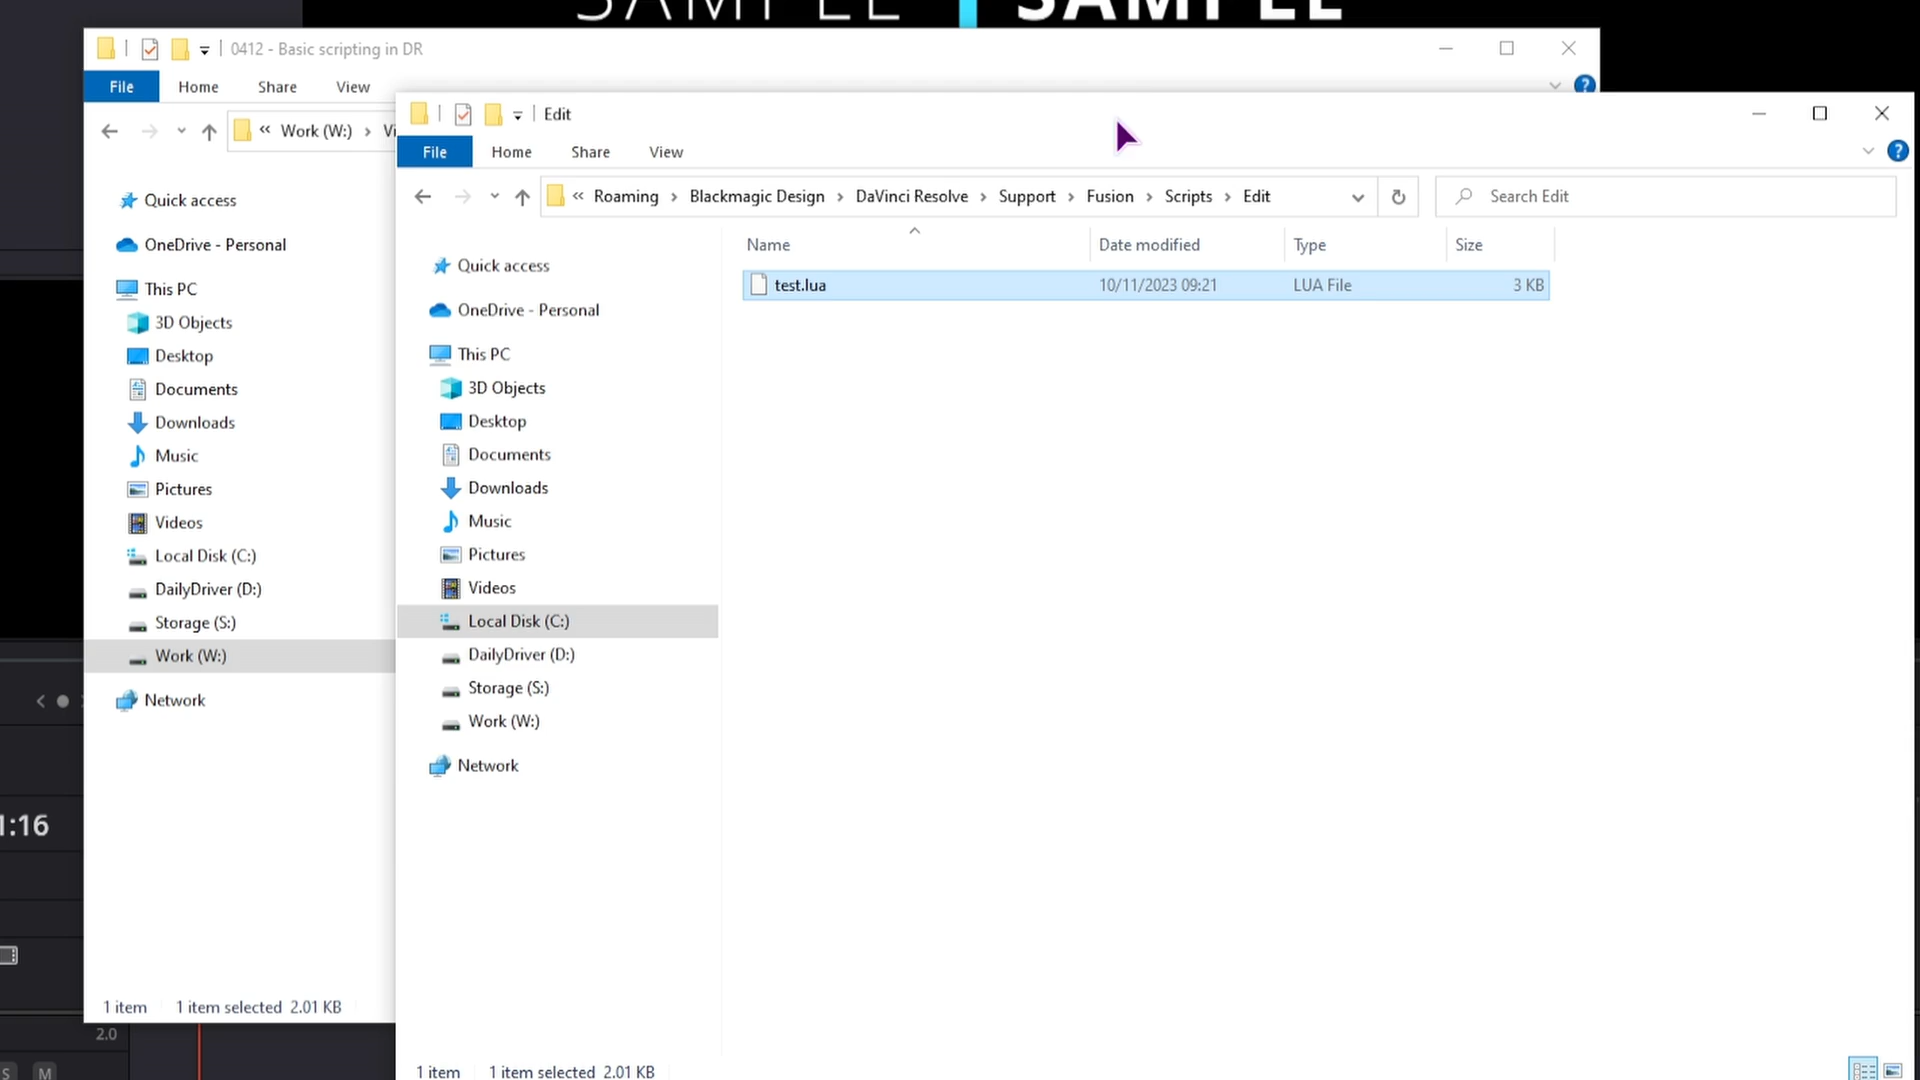 SAMPLE SAMPLE
0412 - Basic scripting in DR
File Home Share View
« Work (W:) ›
Quick access
OneDrive - Personal
This PC
3D Objects
Desktop
Documents
Downloads
Music
Pictures
Videos
Local Disk (C:)
DailyDriver (D:)
Storage (S:)
Work (W:)
Network
1 item 1 item selected 2.01 KB
Edit
File Home Share View
« Roaming › Blackmagic Design › DaVinci Resolve › Support › Fusion › Scripts › Edit
Search Edit
Name Date modified Type Size
test.lua 10/11/2023 09:21 LUA File 3 KB
Quick access
OneDrive - Personal
This PC
3D Objects
Desktop
Documents
Downloads
Music
Pictures
Videos
Local Disk (C:)
DailyDriver (D:)
Storage (S:)
Work (W:)
Network
1 item 1 item selected 2.01 KB
1:16
2.0
S M